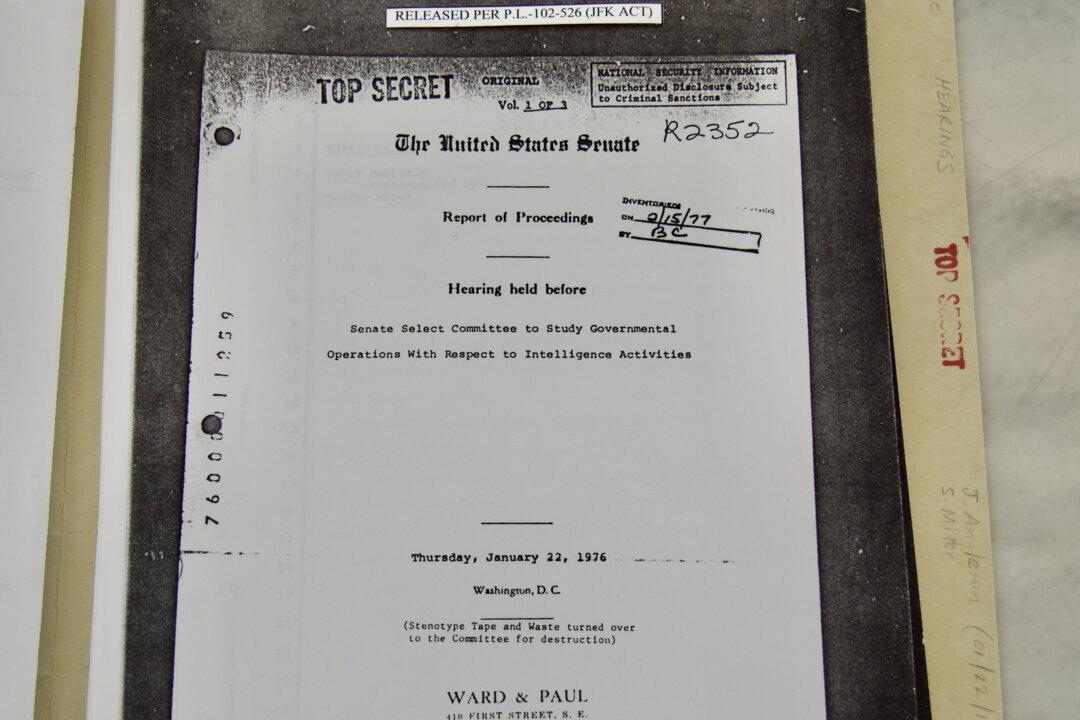 RELEASED PER P.L.-102-526 (JFK ACT)
TOP SECRET
ORIGINAL
Vol. 1 OF 3
NATIONAL SECURITY INFORMATION
Unauthorized Disclosure Subject
to Criminal Sanctions
R2352
The United States Senate
Report of Proceedings
INVENTORIED
ON 2/15/77
BY BC
Hearing held before
Senate Select Committee to Study Governmental
Operations With Respect to Intelligence Activities
Thursday, January 22, 1976
Washington, D. C.
(Stenotype Tape and Waste turned over
to the Committee for destruction)
WARD & PAUL
410 FIRST STREET, S. E.
HEARINGS
TOP SECRET
J. Angleton (01/22/
S. Miler